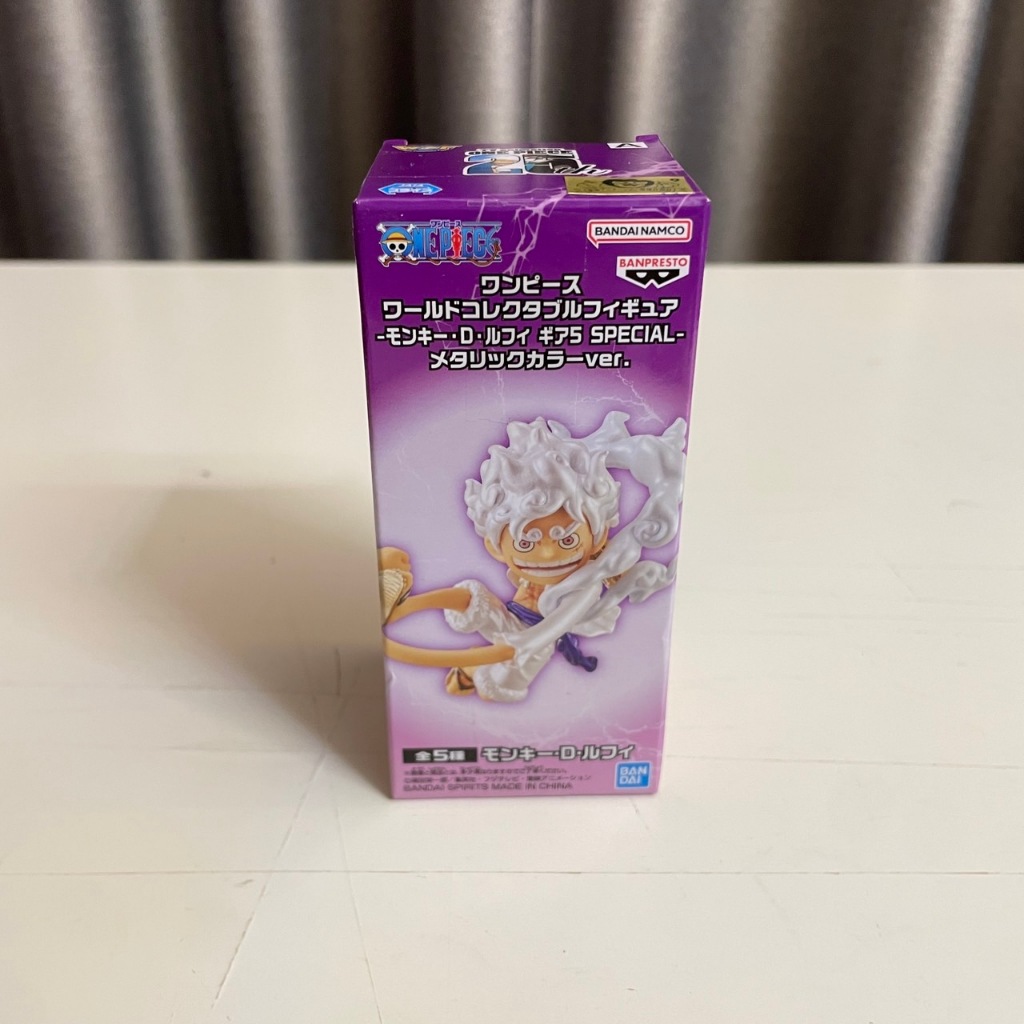 ワンピース
ONE PIECE
BANDAI NAMCO
BANPRESTO
ワンピース
ワールドコレクタブルフィギュア
-モンキー・D・ルフィ ギア5 SPECIAL-
メタリックカラーver.
全5種 モンキー・D・ルフィ
BANDAI SPIRITS MADE IN CHINA
BAN
DAI